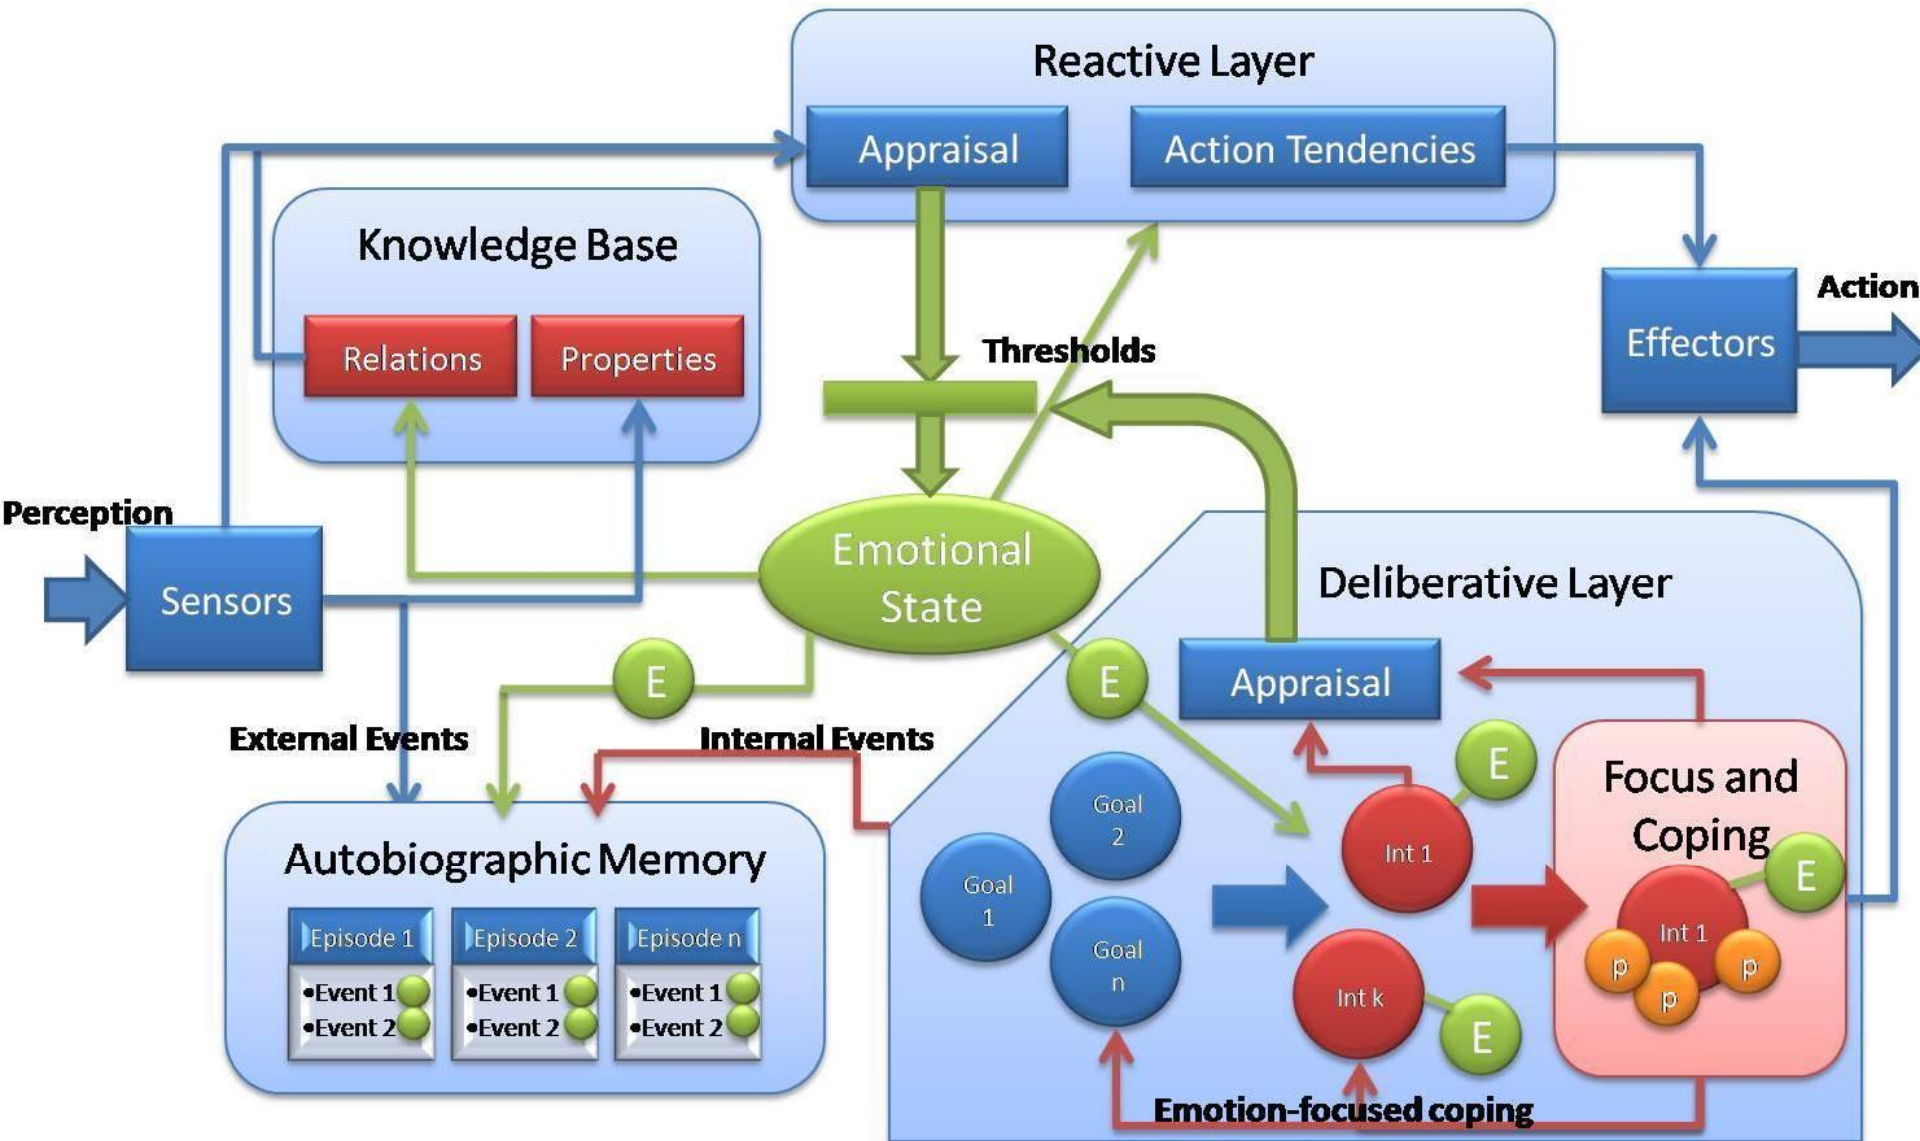 Reactive Layer
Appraisal
Action Tendencies
Knowledge Base
Relations
Properties
Thresholds
Action
Effectors
Perception
Sensors
Emotional
State
Deliberative Layer
E
E
Appraisal
External Events
Internal Events
E
Goal
2
Goal
1
Goal
n
Int 1
Int k
E
Focus and
Coping
E
Int 1
p
p
p
Autobiographic Memory
Episode 1
•Event 1
•Event 2
Episode 2
•Event 1
•Event 2
Episode n
•Event 1
•Event 2
Emotion-focused coping